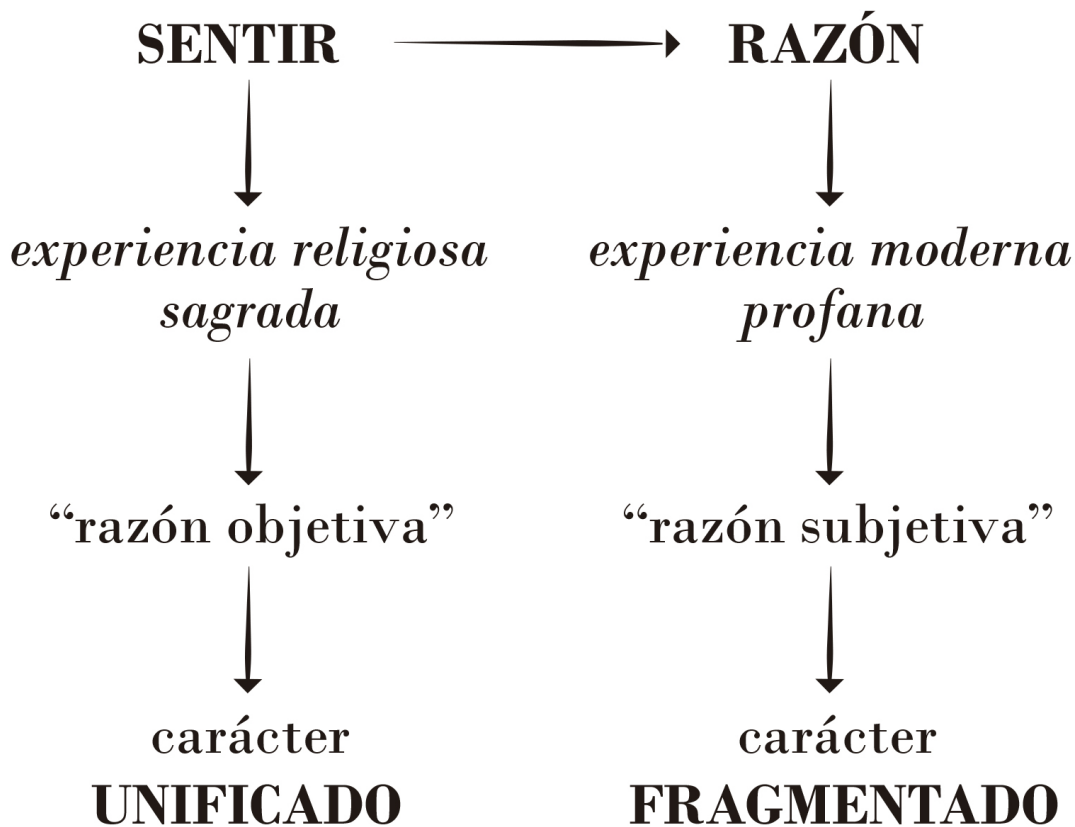 SENTIR
RAZÓN
experiencia religiosa
sagrada
experiencia moderna
profana
“razón objetiva”
“razón subjetiva”
carácter
UNIFICADO
carácter
FRAGMENTADO